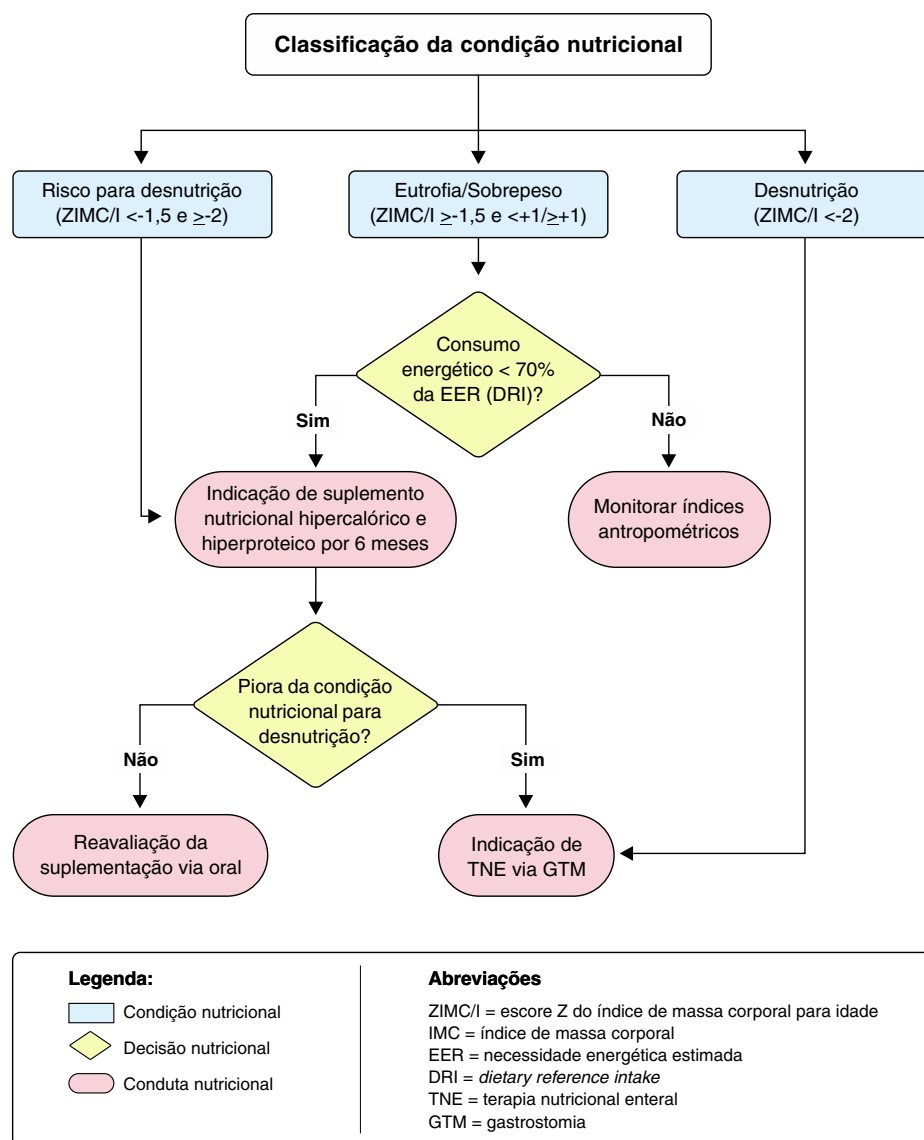 Classificação da condição nutricional
Risco para desnutrição
(ZIMC/I <-1,5 e ≥-2)
Eutrofia/Sobrepeso
(ZIMC/I ≥-1,5 e <+1/≥+1)
Desnutrição
(ZIMC/I <-2)
Consumo
energético < 70%
da EER (DRI)?
Sim
Não
Indicação de suplemento
nutricional hipercalórico e
hiperproteico por 6 meses
Monitorar índices
antropométricos
Piora da condição
nutricional para
desnutrição?
Não
Sim
Reavaliação da
suplementação via oral
Indicação de
TNE via GTM
Legenda:
Condição nutricional
Decisão nutricional
Conduta nutricional
Abreviações
ZIMC/I = escore Z do índice de massa corporal para idade
IMC = índice de massa corporal
EER = necessidade energética estimada
DRI = dietary reference intake
TNE = terapia nutricional enteral
GTM = gastrostomia